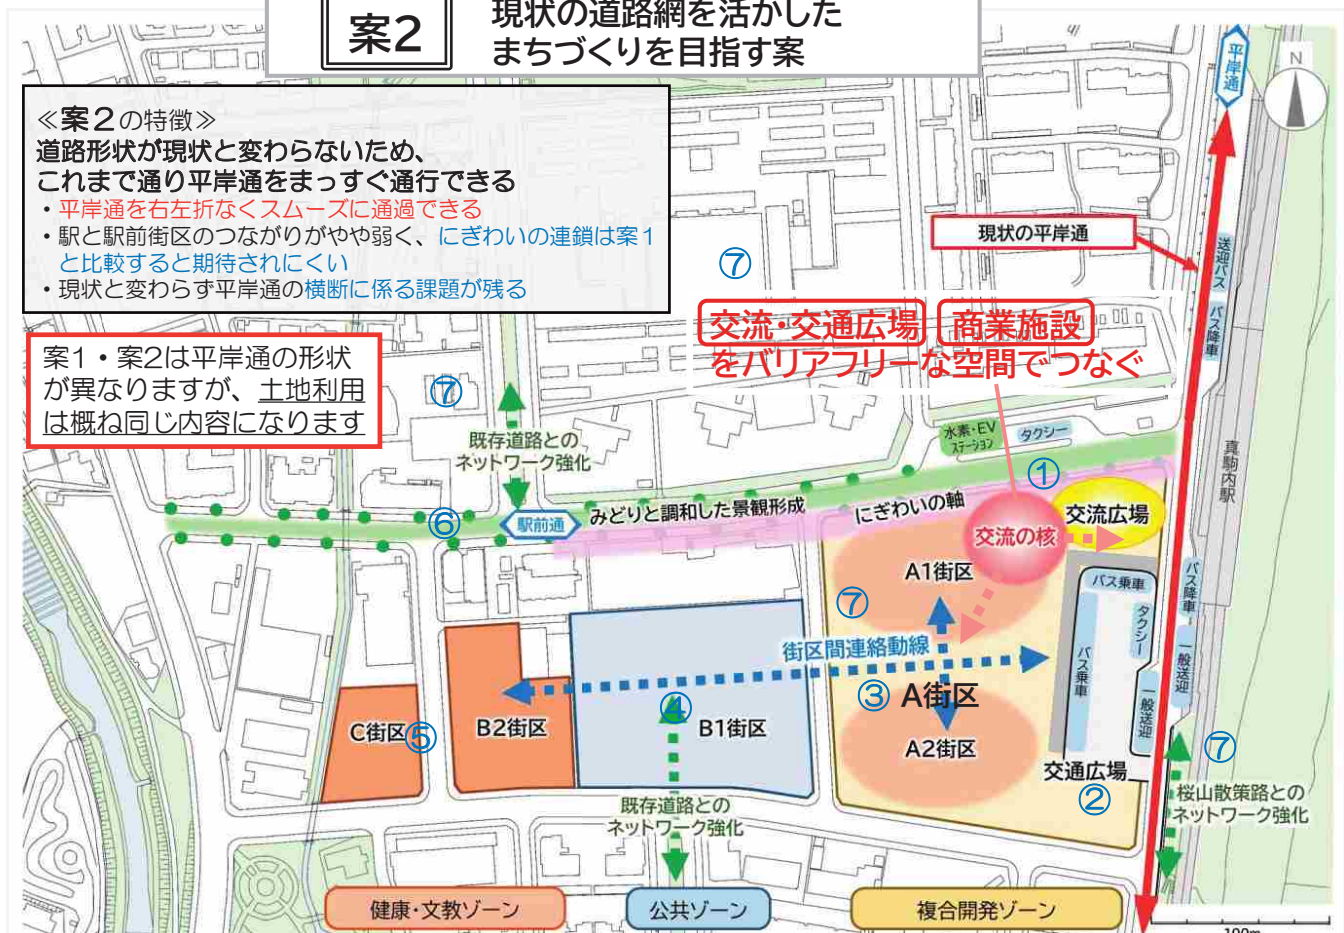 案2
現状の道路網を活かした
まちづくりを目指す案
≪案２の特徴≫
道路形状が現状と変わらないため、
これまで通り平岸通をまっすぐ通行できる
・平岸通を右左折なくスムーズに通過できる
・駅と駅前街区のつながりがやや弱く、にぎわいの連鎖は案１
と比較すると期待されにくい
・現状と変わらず平岸通の横断に係る課題が残る
案1・案2は平岸通の形状
が異なりますが、土地利用
は概ね同じ内容になります
平岸通
N
現状の平岸通
送迎バス
バス降車
⑦
交流・交通広場 商業施設
をバリアフリーな空間でつなぐ
⑦
既存道路との
ネットワーク強化
水素・EV
ステーション
タクシー
①
真駒内駅
⑥
駅前通
みどりと調和した景観形成
にぎわいの軸
交流の核
交流広場
A1街区
⑦
バス乗車
タクシー
バス乗車
一般送迎
バス降車
一般送迎
街区間連絡動線
③
A街区
A2街区
④
B1街区
B2街区
C街区
⑤
交通広場
②
⑦
桜山散策路との
ネットワーク強化
既存道路との
ネットワーク強化
健康・文教ゾーン
公共ゾーン
複合開発ゾーン
100m